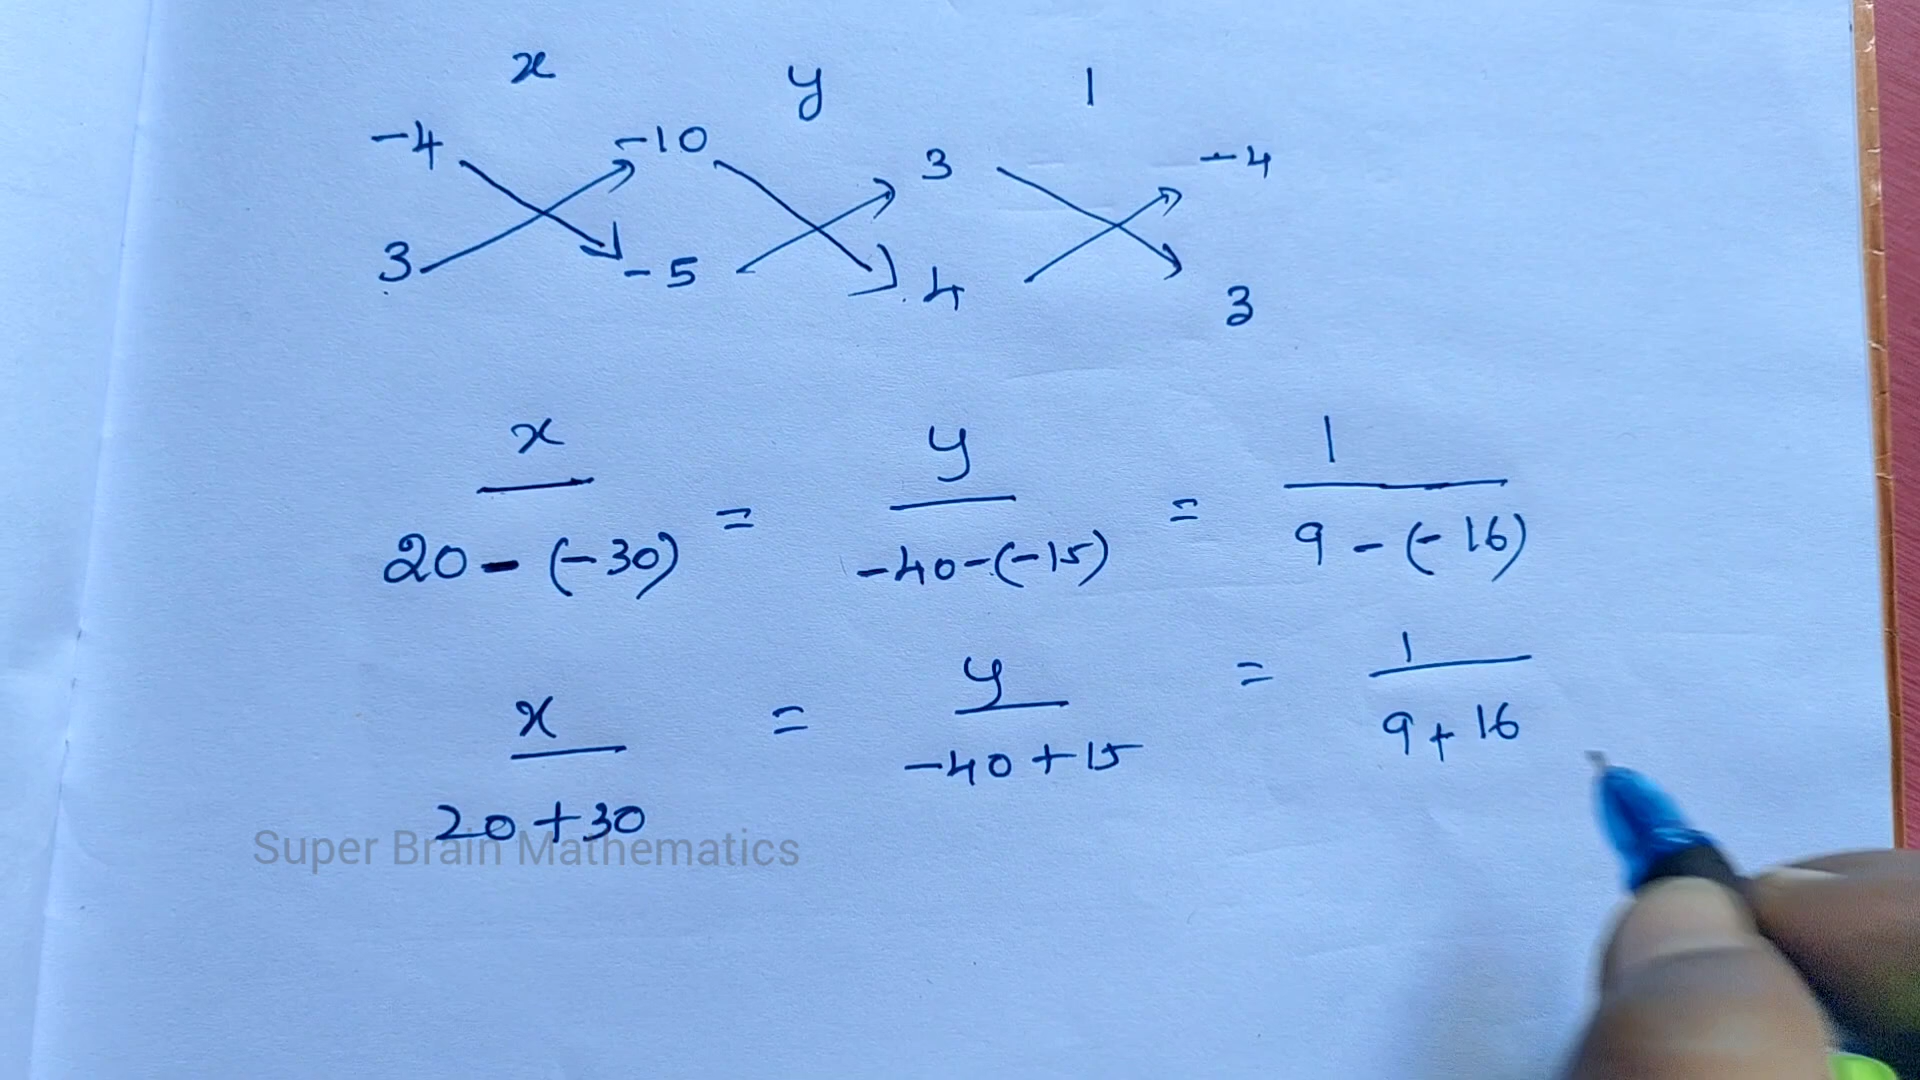 x y 1
-4 -10 3 -4
3 -5 4 3
x y 1
20 - (-30) = -40-(-15) = 9 - (-16)
x = y = 1
20+30 -40+15 9+16
Super Brain Mathematics